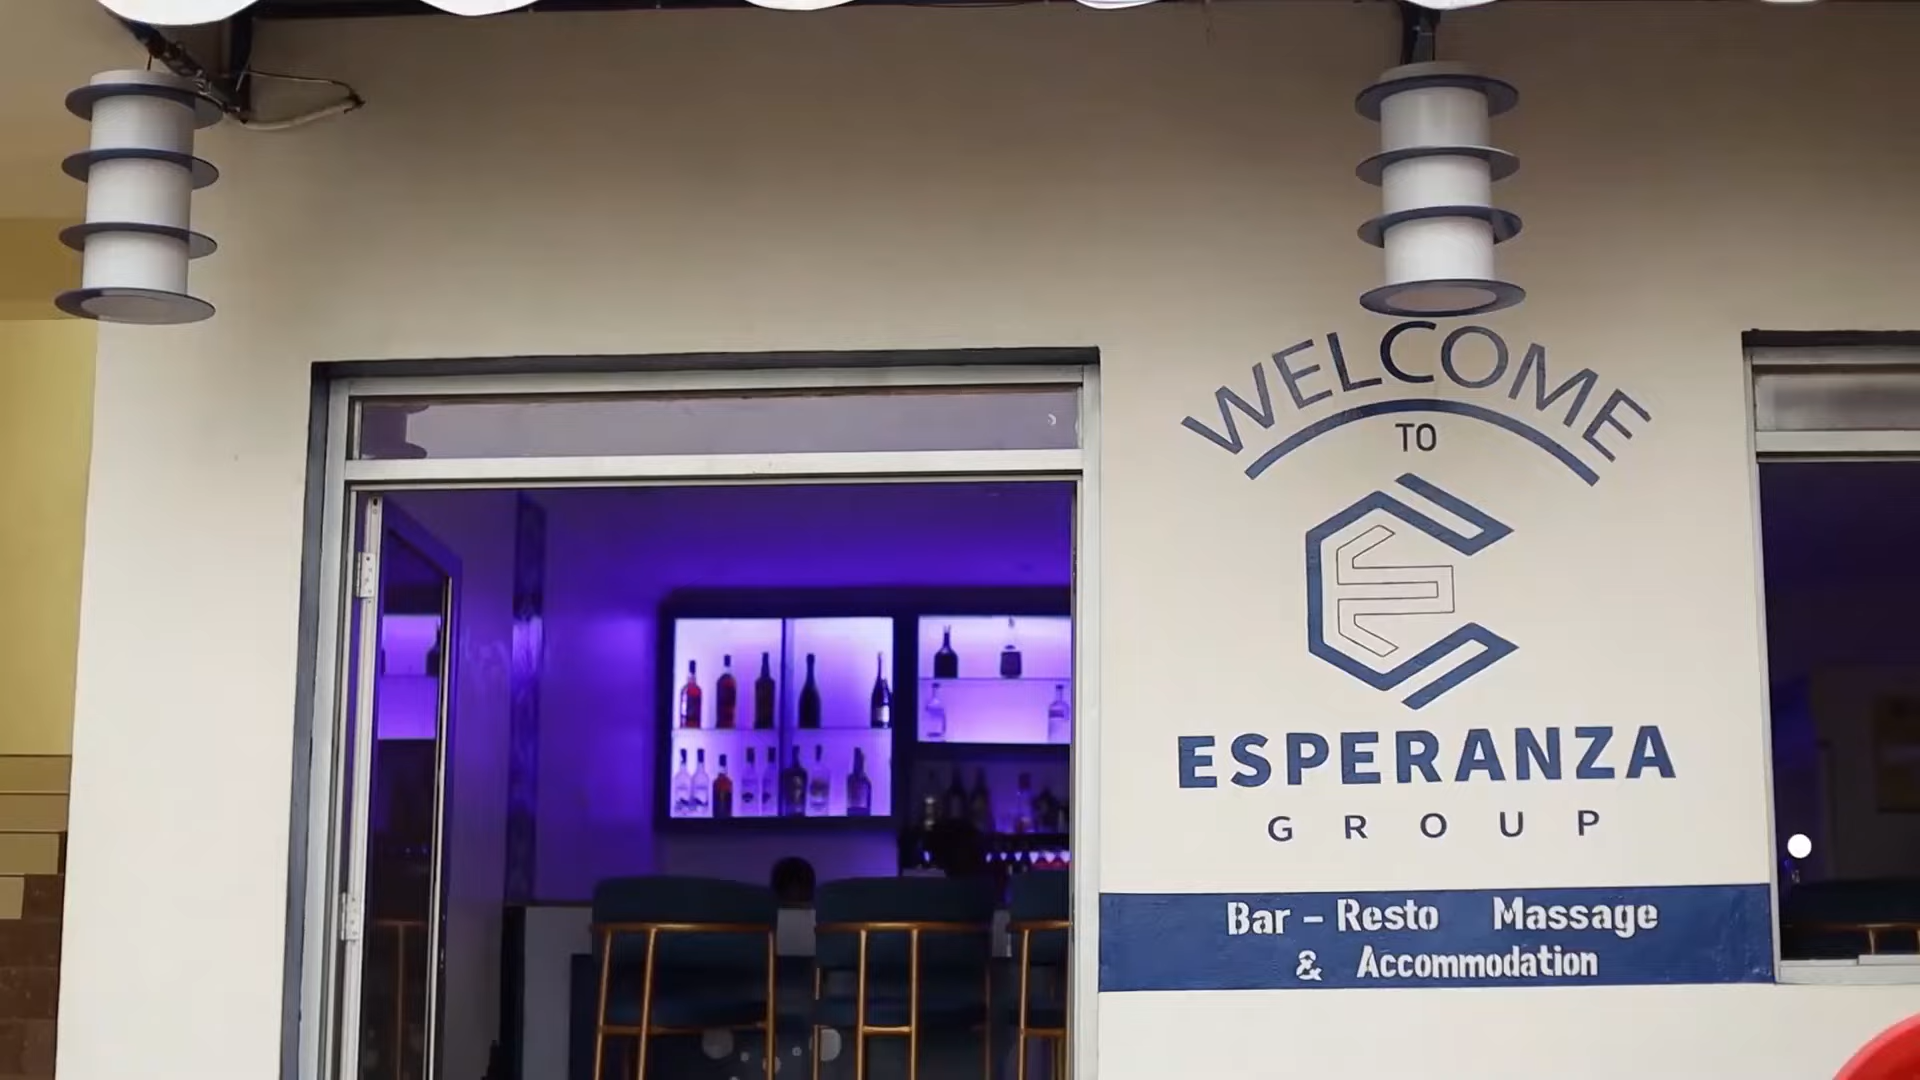 WELCOME
TO
ESPERANZA
GROUP
Bar - Resto Massage
& Accommodation